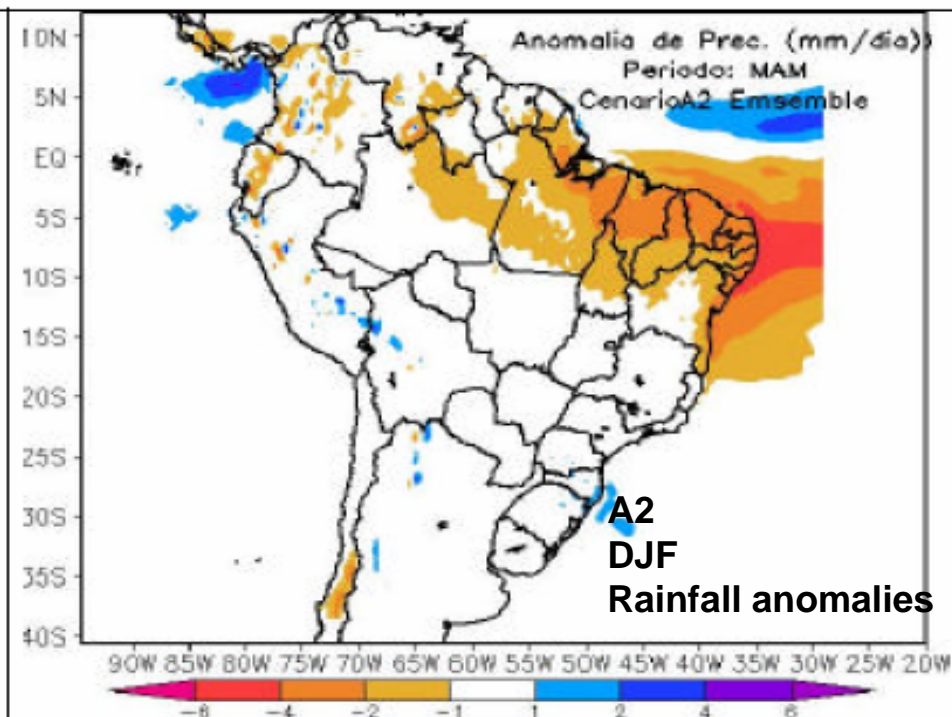 Anomalia de Prec. (mm/dia))
Periodo: MAM
CenarioA2 Emsemble
10N
5N
EQ
5S
10S
15S
20S
25S
30S
35S
40S
A2
DJF
Rainfall anomalies
90W 85W 80W 75W 70W 65W 60W 55W 50W 45W 40W 35W 30W 25W 20W
-6 -4 -2 -1 1 2 4 6